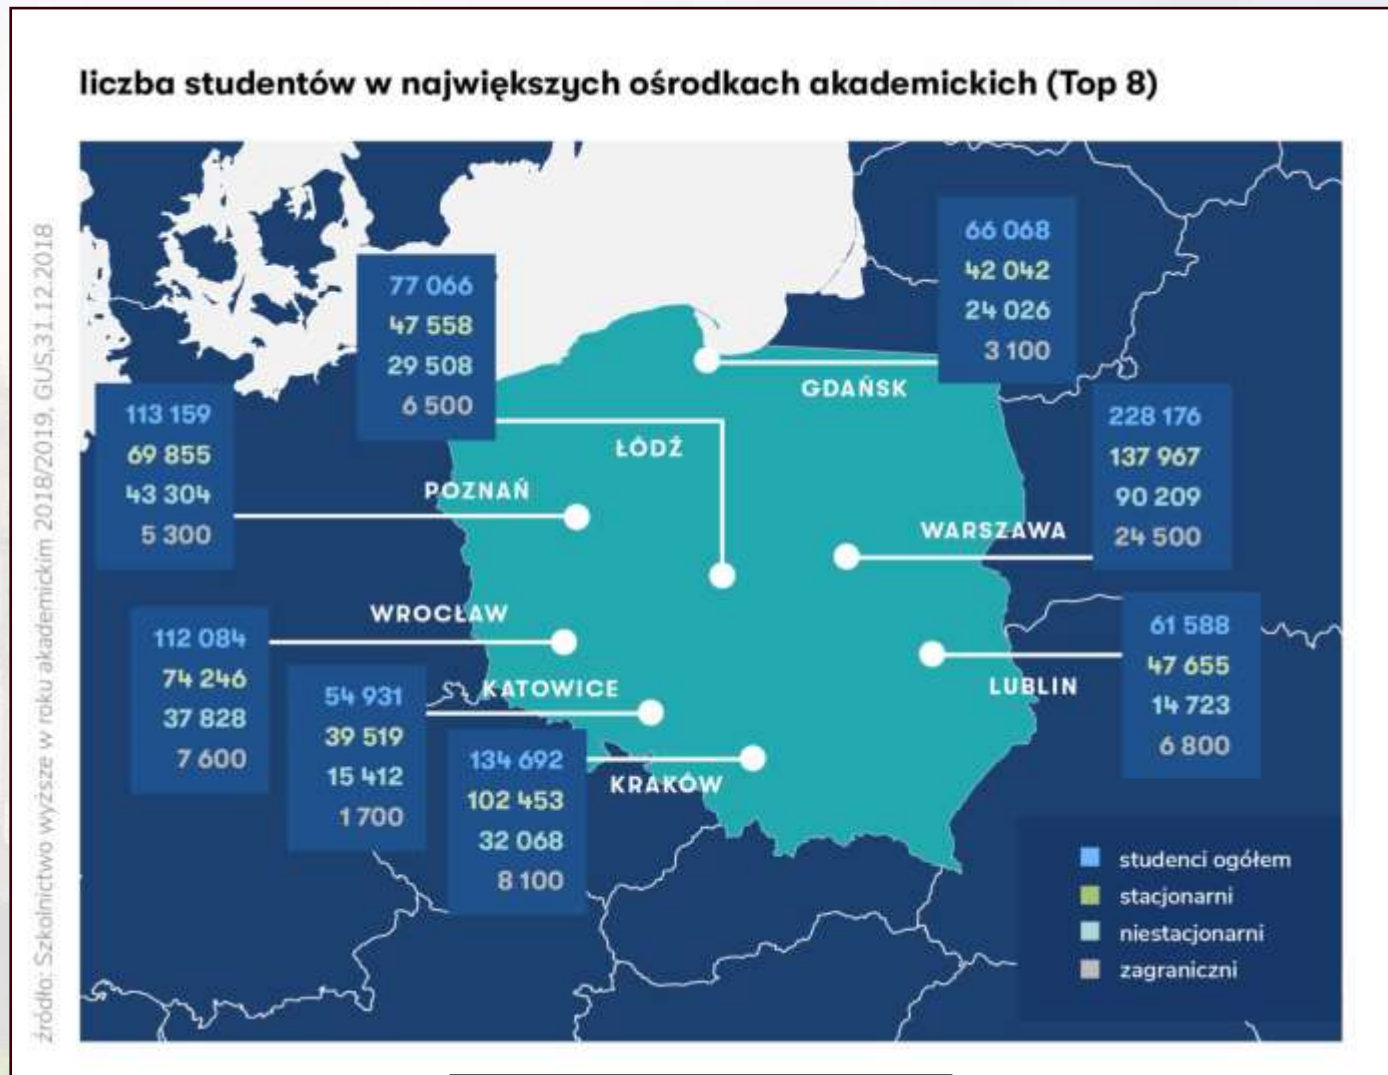 liczba studentów w największych ośrodkach akademickich (Top 8)
źródło: Szkolnictwo wyższe w roku akademickim 2018/2019, GUS,31.12.2018
66 068
42 042
24 026
3 100
GDAŃSK
77 066
47 558
29 508
6 500
ŁÓDŹ
113 159
69 855
43 304
5 300
POZNAŃ
228 176
137 967
90 209
24 500
WARSZAWA
112 084
74 246
37 828
7 600
WROCŁAW
61 588
47 655
14 723
6 800
LUBLIN
54 931
39 519
15 412
1 700
KATOWICE
134 692
102 453
32 068
8 100
KRAKÓW
studenci ogółem
stacjonarni
niestacjonarni
zagraniczni